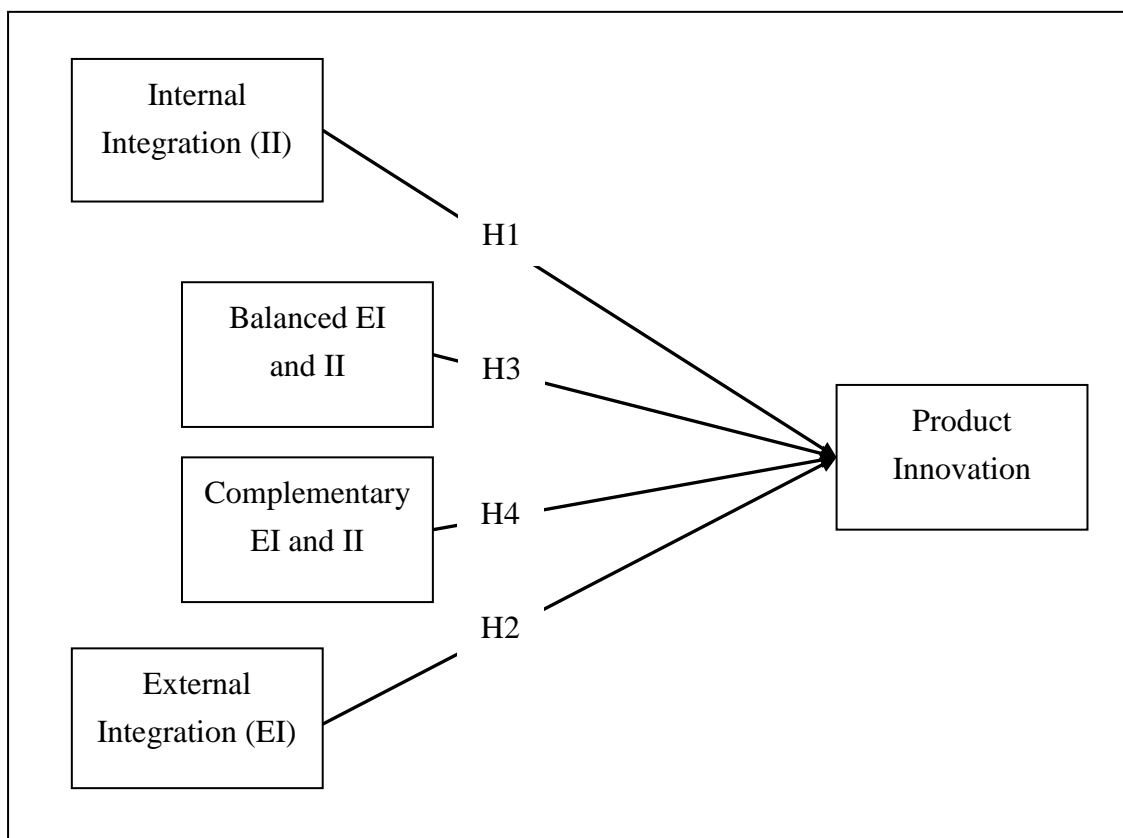 Internal
Integration (II)
H1
Balanced EI
and II
H3
Product
Innovation
Complementary
EI and II
H4
H2
External
Integration (EI)